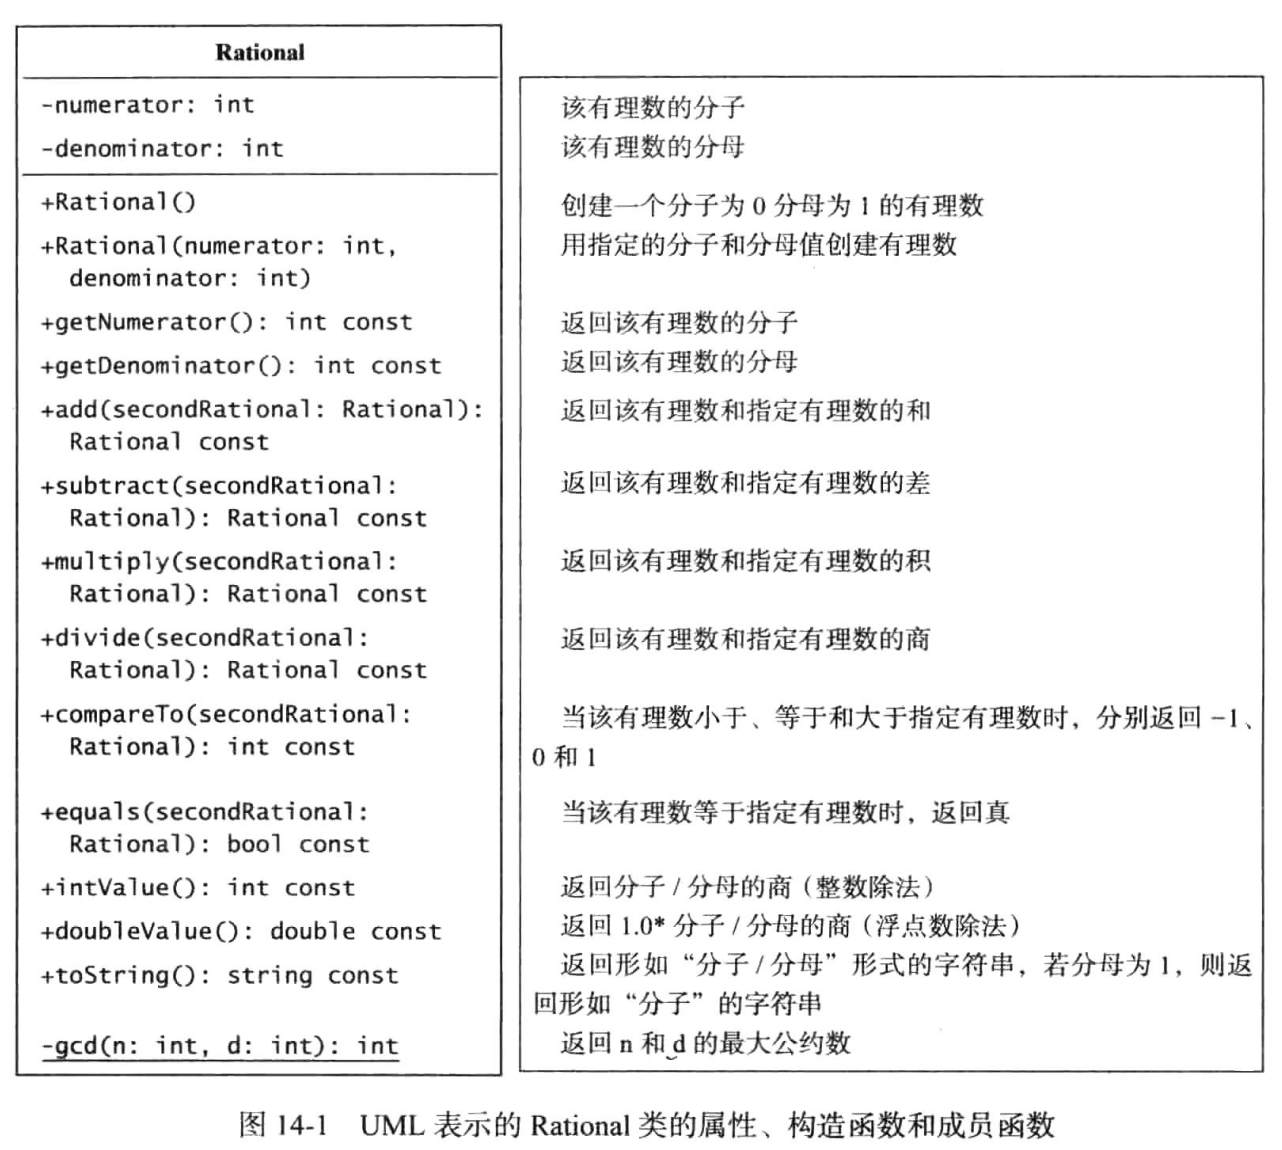 Rational
-numerator: int
该有理数的分子
-denominator: int
该有理数的分母
+Rational()
创建一个分子为 0 分母为 1 的有理数
+Rational(numerator: int,
denominator: int)
用指定的分子和分母值创建有理数
+getNumerator(): int const
返回该有理数的分子
+getDenominator(): int const
返回该有理数的分母
+add(secondRational: Rational):
Rational const
返回该有理数和指定有理数的和
+subtract(secondRational:
Rational): Rational const
返回该有理数和指定有理数的差
+multiply(secondRational:
Rational): Rational const
返回该有理数和指定有理数的积
+divide(secondRational:
Rational): Rational const
返回该有理数和指定有理数的商
+compareTo(secondRational:
Rational): int const
当该有理数小于、等于和大于指定有理数时，分别返回 -1、
0 和 1
+equals(secondRational:
Rational): bool const
当该有理数等于指定有理数时，返回真
+intValue(): int const
返回分子 / 分母的商（整数除法）
+doubleValue(): double const
返回 1.0* 分子 / 分母的商（浮点数除法）
+toString(): string const
返回形如“分子 / 分母”形式的字符串，若分母为 1，则返
回形如“分子”的字符串
-gcd(n: int, d: int): int
返回 n 和 d 的最大公约数
图 14-1 UML 表示的 Rational 类的属性、构造函数和成员函数